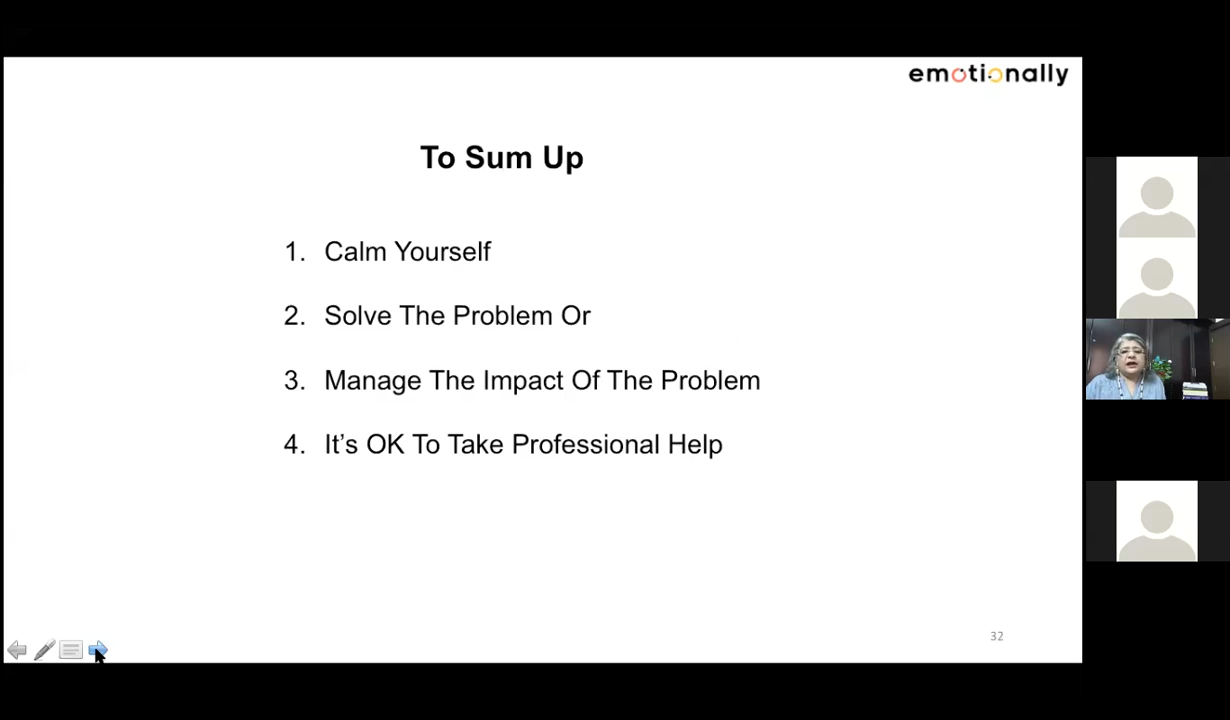 emotionally
To Sum Up
1. Calm Yourself
2. Solve The Problem Or
3. Manage The Impact Of The Problem
4. It’s OK To Take Professional Help
32